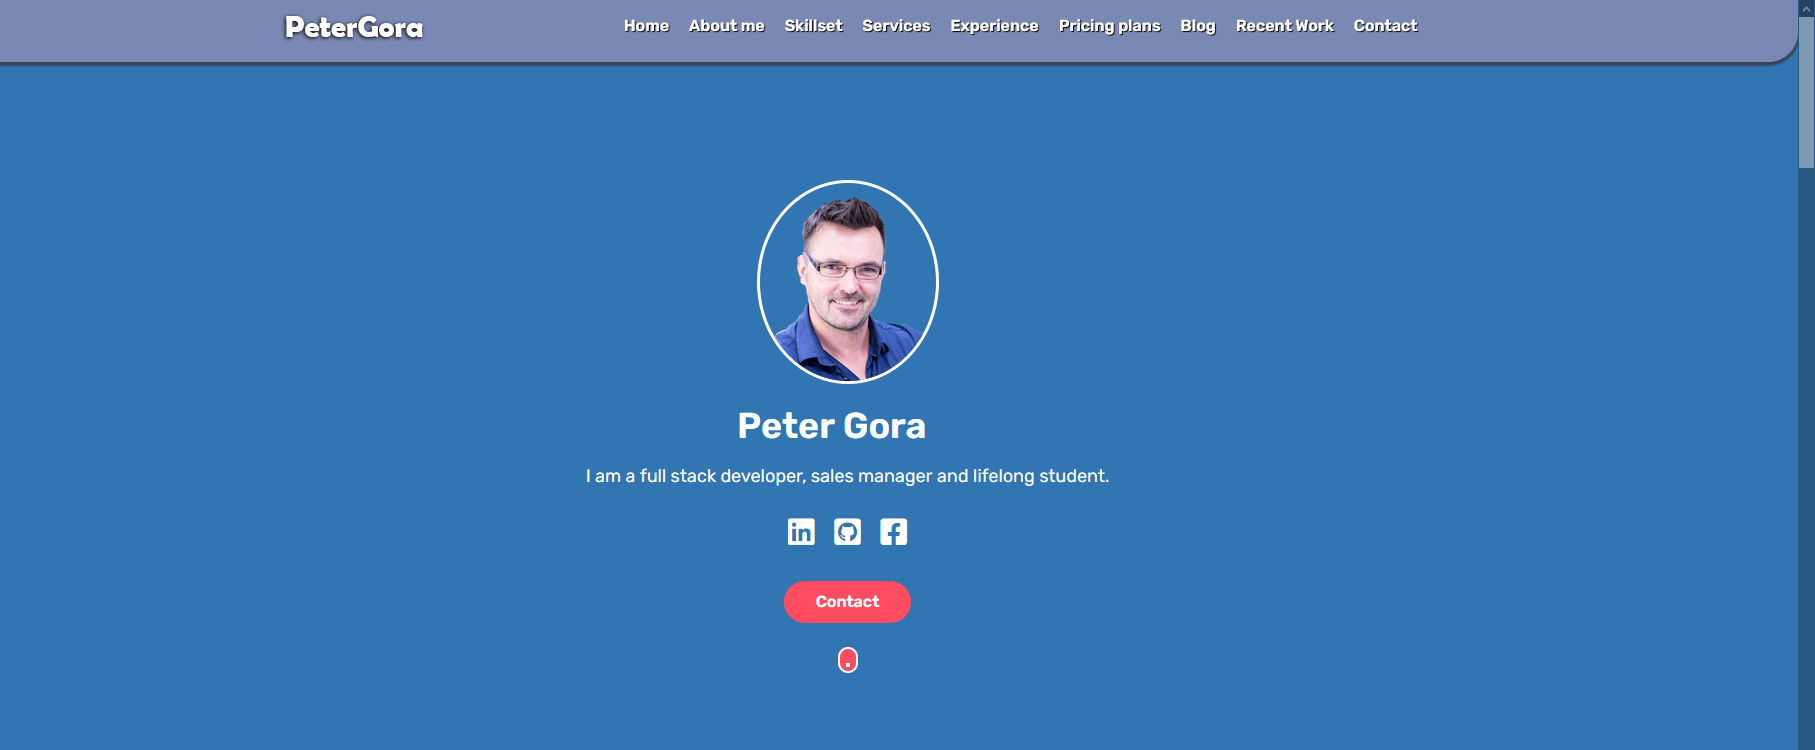 PeterGora
Home About me Skillset Services Experience Pricing plans Blog Recent Work Contact
Peter Gora
I am a full stack developer, sales manager and lifelong student.
Contact